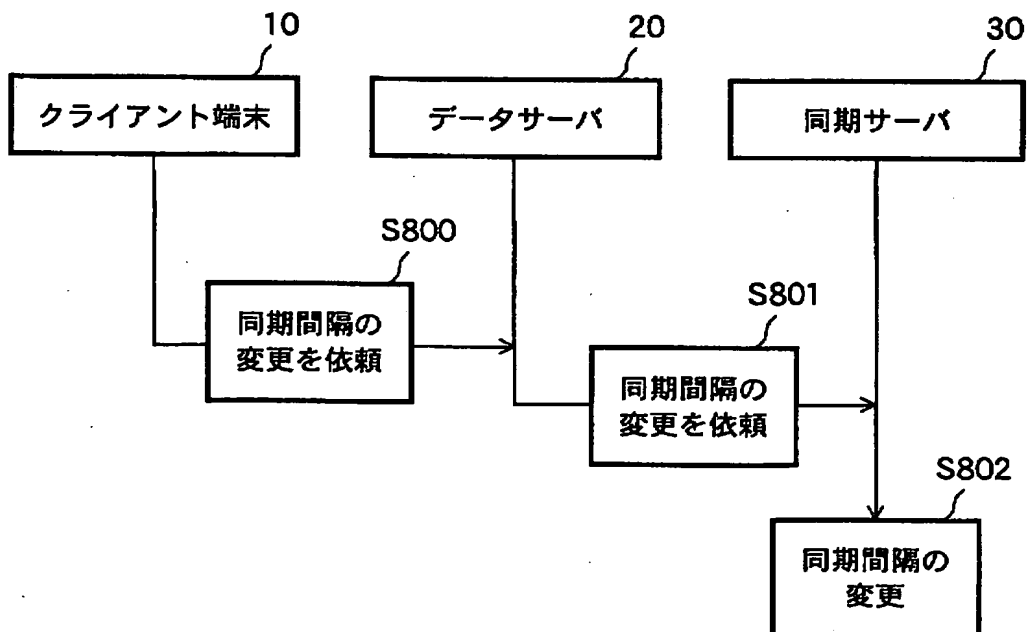 10
20
30
クライアント端末
データサーバ
同期サーバ
S800
同期間隔の
変更を依頼
S801
同期間隔の
変更を依頼
S802
同期間隔の
変更